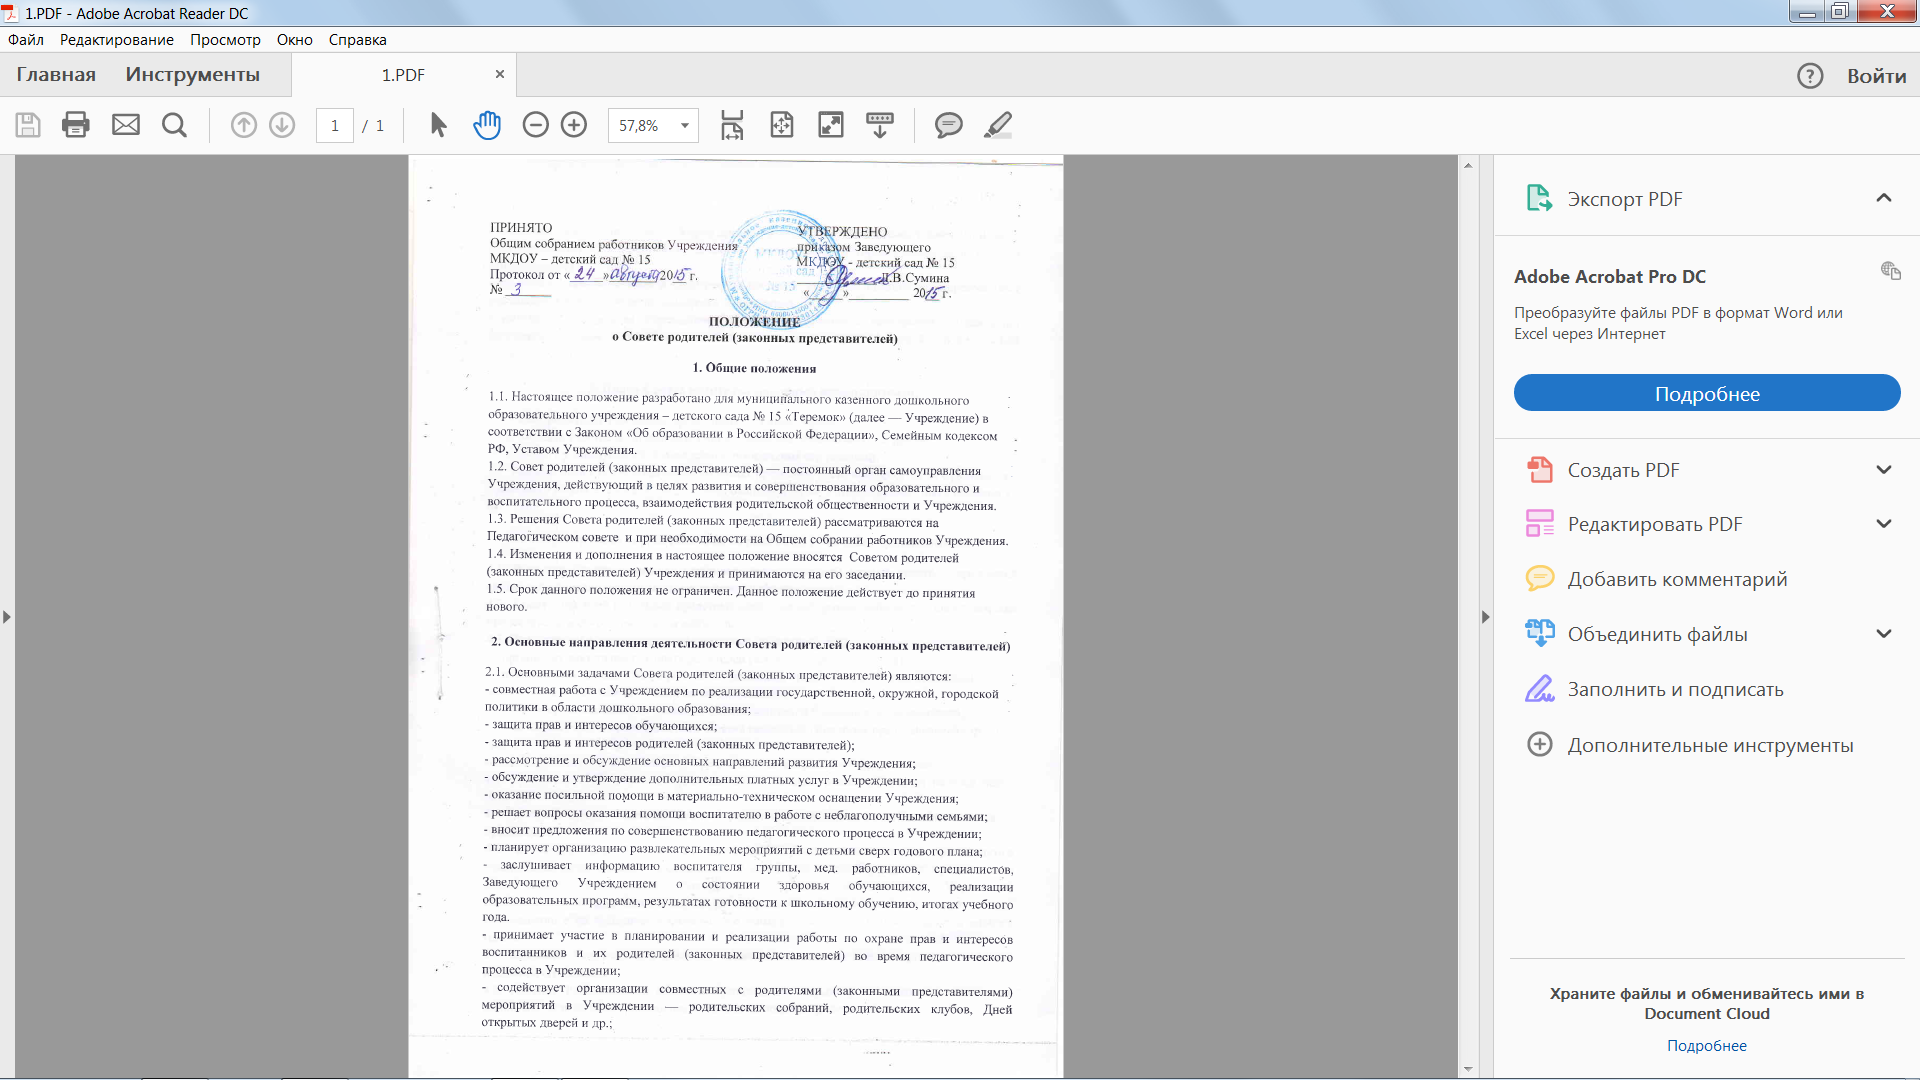 1.PDF - Adobe Acrobat Reader DC
Файл Редактирование Просмотр Окно Справка
Главная Инструменты 1.PDF × Войти
1 / 1 57,8%
ПРИНЯТО
Общим собранием работников Учреждения
МКДОУ – детский сад № 15
Протокол от « 24 » августа 2015 г.
№ 3
УТВЕРЖДЕНО
приказом Заведующего
МКДОУ - детский сад № 15
Л.В.Сумина
« » 2015 г.
МКДОУ
№ 15
ПОЛОЖЕНИЕ
о Совете родителей (законных представителей)
1. Общие положения
1.1. Настоящее положение разработано для муниципального казенного дошкольного
образовательного учреждения – детского сада № 15 «Теремок» (далее — Учреждение) в
соответствии с Законом «Об образовании в Российской Федерации», Семейным кодексом
РФ, Уставом Учреждения.
1.2. Совет родителей (законных представителей) — постоянный орган самоуправления
Учреждения, действующий в целях развития и совершенствования образовательного и
воспитательного процесса, взаимодействия родительской общественности и Учреждения.
1.3. Решения Совета родителей (законных представителей) рассматриваются на
Педагогическом совете и при необходимости на Общем собрании работников Учреждения.
1.4. Изменения и дополнения в настоящее положение вносятся Советом родителей
(законных представителей) Учреждения и принимаются на его заседании.
1.5. Срок данного положения не ограничен. Данное положение действует до принятия
нового.
2. Основные направления деятельности Совета родителей (законных представителей)
2.1. Основными задачами Совета родителей (законных представителей) являются:
- совместная работа с Учреждением по реализации государственной, окружной, городской
политики в области дошкольного образования;
- защита прав и интересов обучающихся;
- защита прав и интересов родителей (законных представителей);
- рассмотрение и обсуждение основных направлений развития Учреждения;
- обсуждение и утверждение дополнительных платных услуг в Учреждении;
- оказание посильной помощи в материально-техническом оснащении Учреждения;
- решает вопросы оказания помощи воспитателю в работе с неблагополучными семьями;
- вносит предложения по совершенствованию педагогического процесса в Учреждении;
- планирует организацию развлекательных мероприятий с детьми сверх годового плана;
- заслушивает информацию воспитателя группы, мед. работников, специалистов,
Заведующего Учреждением о состоянии здоровья обучающихся, реализации
образовательных программ, результатах готовности к школьному обучению, итогах учебного
года.
- принимает участие в планировании и реализации работы по охране прав и интересов
воспитанников и их родителей (законных представителей) во время педагогического
процесса в Учреждении;
- содействует организации совместных с родителями (законными представителями)
мероприятий в Учреждении — родительских собраний, родительских клубов, Дней
открытых дверей и др.;
Экспорт PDF
Adobe Acrobat Pro DC
Преобразуйте файлы PDF в формат Word или
Excel через Интернет
Подробнее
Создать PDF
Редактировать PDF
Добавить комментарий
Объединить файлы
Заполнить и подписать
Дополнительные инструменты
Храните файлы и обменивайтесь ими в
Document Cloud
Подробнее